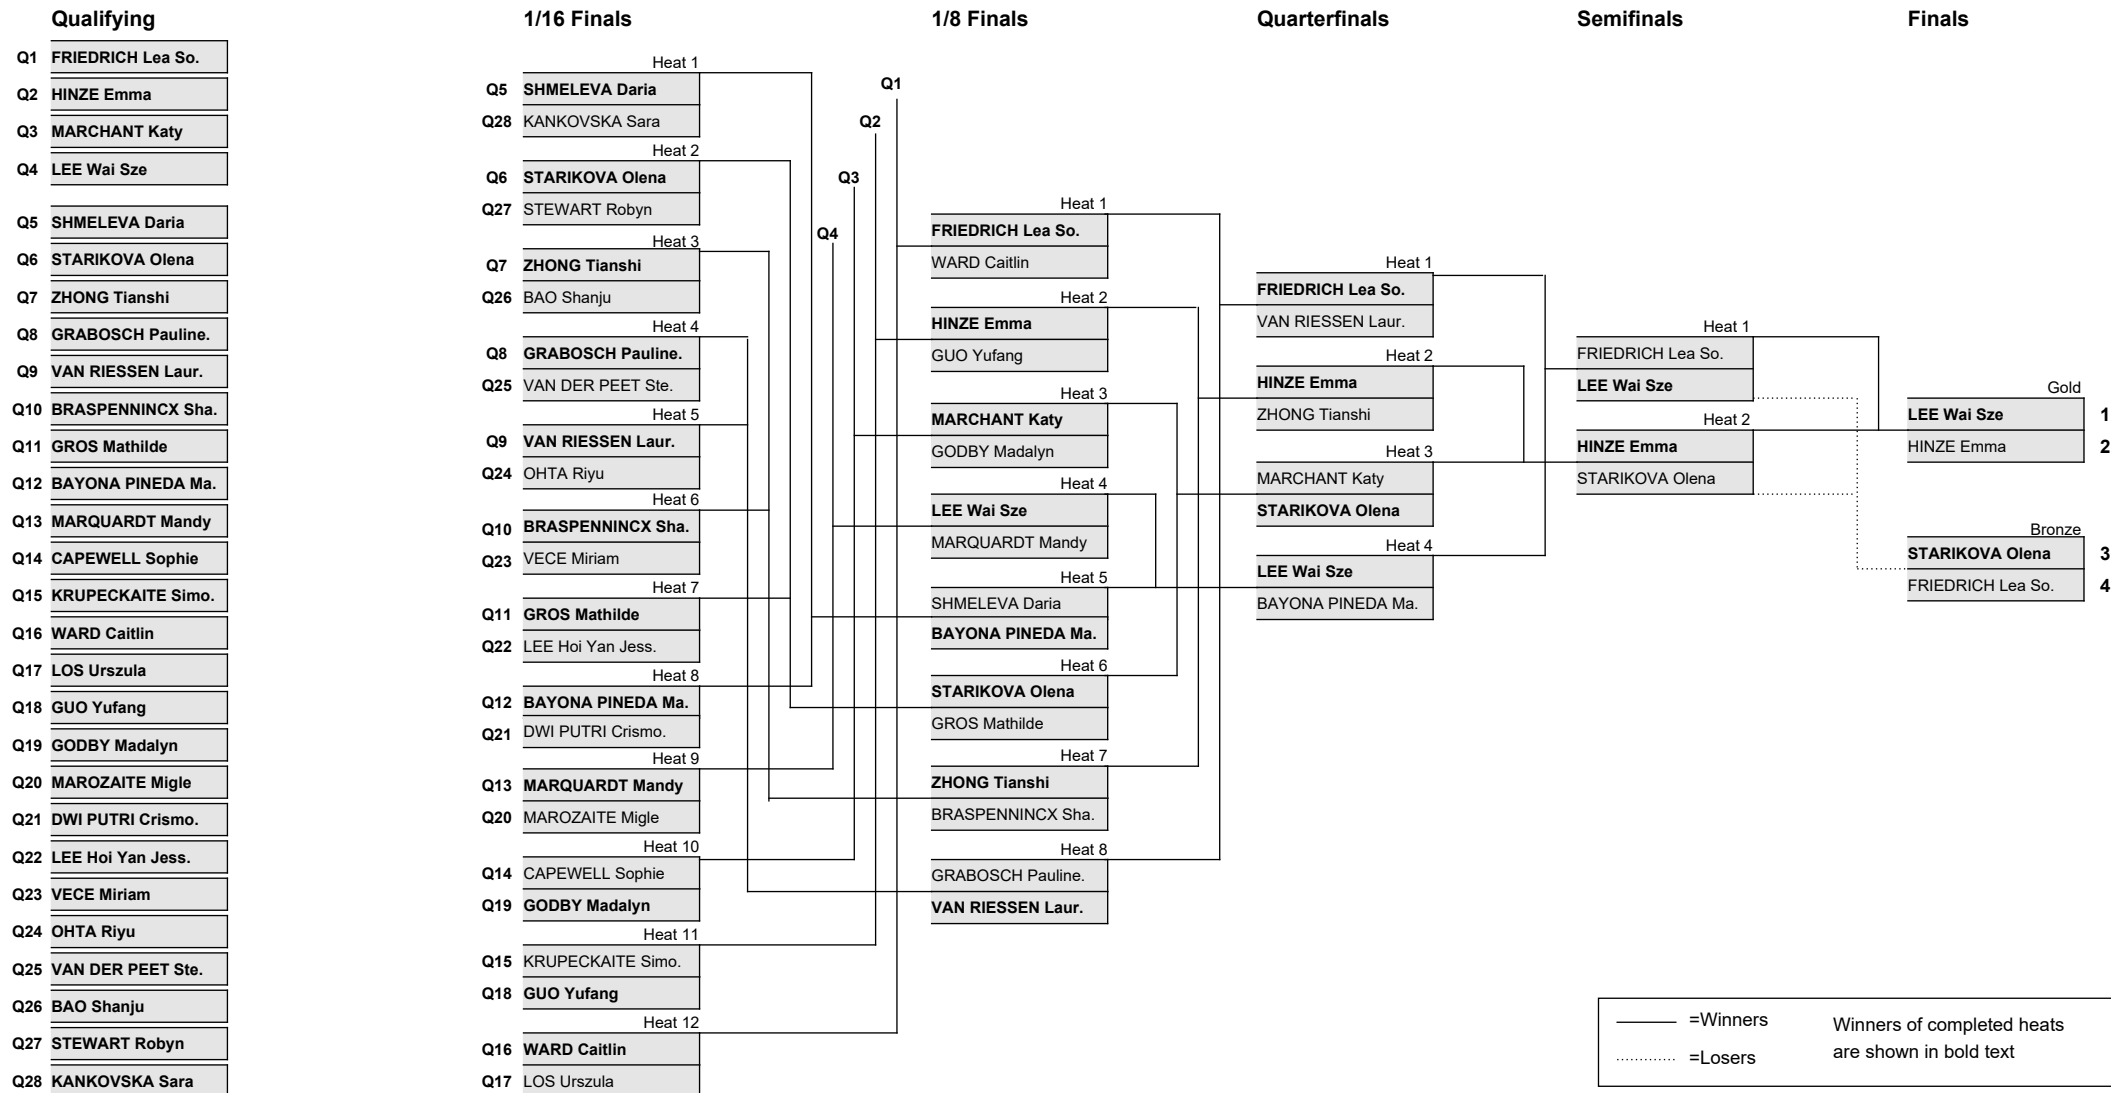 Qualifying
Q1 FRIEDRICH Lea So.
Q2 HINZE Emma
Q3 MARCHANT Katy
Q4 LEE Wai Sze
Q5 SHMELEVA Daria
Q6 STARIKOVA Olena
Q7 ZHONG Tianshi
Q8 GRABOSCH Pauline.
Q9 VAN RIESSEN Laur.
Q10 BRASPENNINCX Sha.
Q11 GROS Mathilde
Q12 BAYONA PINEDA Ma.
Q13 MARQUARDT Mandy
Q14 CAPEWELL Sophie
Q15 KRUPECKAITE Simo.
Q16 WARD Caitlin
Q17 LOS Urszula
Q18 GUO Yufang
Q19 GODBY Madalyn
Q20 MAROZAITE Migle
Q21 DWI PUTRI Crismo.
Q22 LEE Hoi Yan Jess.
Q23 VECE Miriam
Q24 OHTA Riyu
Q25 VAN DER PEET Ste.
Q26 BAO Shanju
Q27 STEWART Robyn
Q28 KANKOVSKA Sara
1/16 Finals
Heat 1
Q5 SHMELEVA Daria
Q28 KANKOVSKA Sara
Heat 2
Q6 STARIKOVA Olena
Q27 STEWART Robyn
Heat 3
Q7 ZHONG Tianshi
Q26 BAO Shanju
Heat 4
Q8 GRABOSCH Pauline.
Q25 VAN DER PEET Ste.
Heat 5
Q9 VAN RIESSEN Laur.
Q24 OHTA Riyu
Heat 6
Q10 BRASPENNINCX Sha.
Q23 VECE Miriam
Heat 7
Q11 GROS Mathilde
Q22 LEE Hoi Yan Jess.
Heat 8
Q12 BAYONA PINEDA Ma.
Q21 DWI PUTRI Crismo.
Heat 9
Q13 MARQUARDT Mandy
Q20 MAROZAITE Migle
Heat 10
Q14 CAPEWELL Sophie
Q19 GODBY Madalyn
Heat 11
Q15 KRUPECKAITE Simo.
Q18 GUO Yufang
Heat 12
Q16 WARD Caitlin
Q17 LOS Urszula
Q1
Q2
Q3
Q4
1/8 Finals
Heat 1
FRIEDRICH Lea So.
WARD Caitlin
Heat 2
HINZE Emma
GUO Yufang
Heat 3
MARCHANT Katy
GODBY Madalyn
Heat 4
LEE Wai Sze
MARQUARDT Mandy
Heat 5
SHMELEVA Daria
BAYONA PINEDA Ma.
Heat 6
STARIKOVA Olena
GROS Mathilde
Heat 7
ZHONG Tianshi
BRASPENNINCX Sha.
Heat 8
GRABOSCH Pauline.
VAN RIESSEN Laur.
Quarterfinals
Heat 1
FRIEDRICH Lea So.
VAN RIESSEN Laur.
Heat 2
HINZE Emma
ZHONG Tianshi
Heat 3
MARCHANT Katy
STARIKOVA Olena
Heat 4
LEE Wai Sze
BAYONA PINEDA Ma.
Semifinals
Heat 1
FRIEDRICH Lea So.
LEE Wai Sze
Heat 2
HINZE Emma
STARIKOVA Olena
Finals
Gold
LEE Wai Sze 1
HINZE Emma 2
Bronze
STARIKOVA Olena 3
FRIEDRICH Lea So. 4
=Winners
=Losers
Winners of completed heats
are shown in bold text